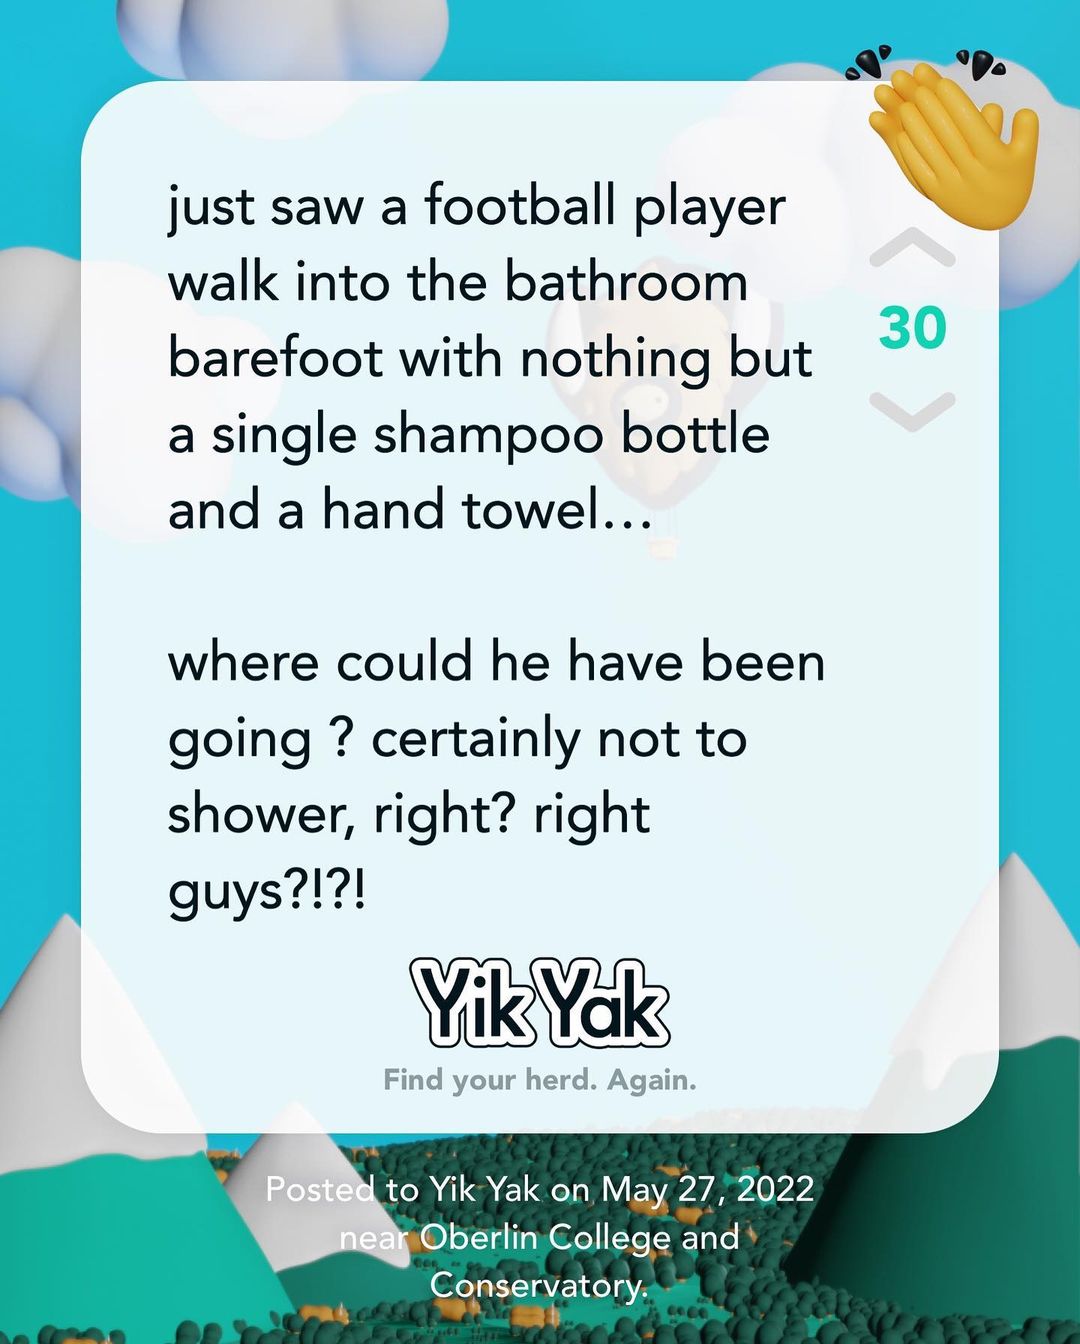 just saw a football player
walk into the bathroom
barefoot with nothing but
a single shampoo bottle
and a hand towel...
30
where could he have been
going ? certainly not to
shower, right? right
guys?!?!
Yik Yak
Find your herd. Again.
Posted to Yik Yak on May 27, 2022
near Oberlin College and
Conservatory.